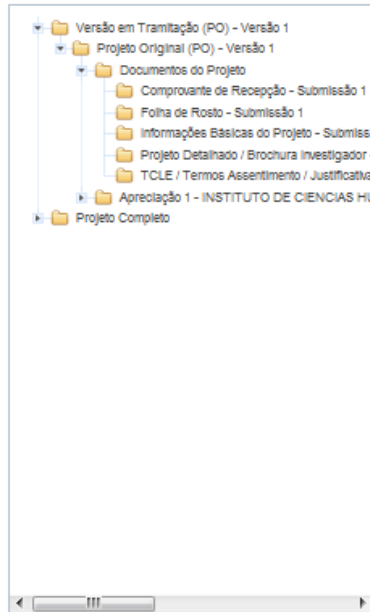 Versão em Tramitação (PO) - Versão 1
Projeto Original (PO) - Versão 1
Documentos do Projeto
Comprovante de Recepção - Submissão 1
Folha de Rosto - Submissão 1
Informações Básicas do Projeto - Submiss
Projeto Detalhado / Brochura Investigador -
TCLE / Termos Assentimento / Justificativa
Apreciação 1 - INSTITUTO DE CIENCIAS HU
Projeto Completo